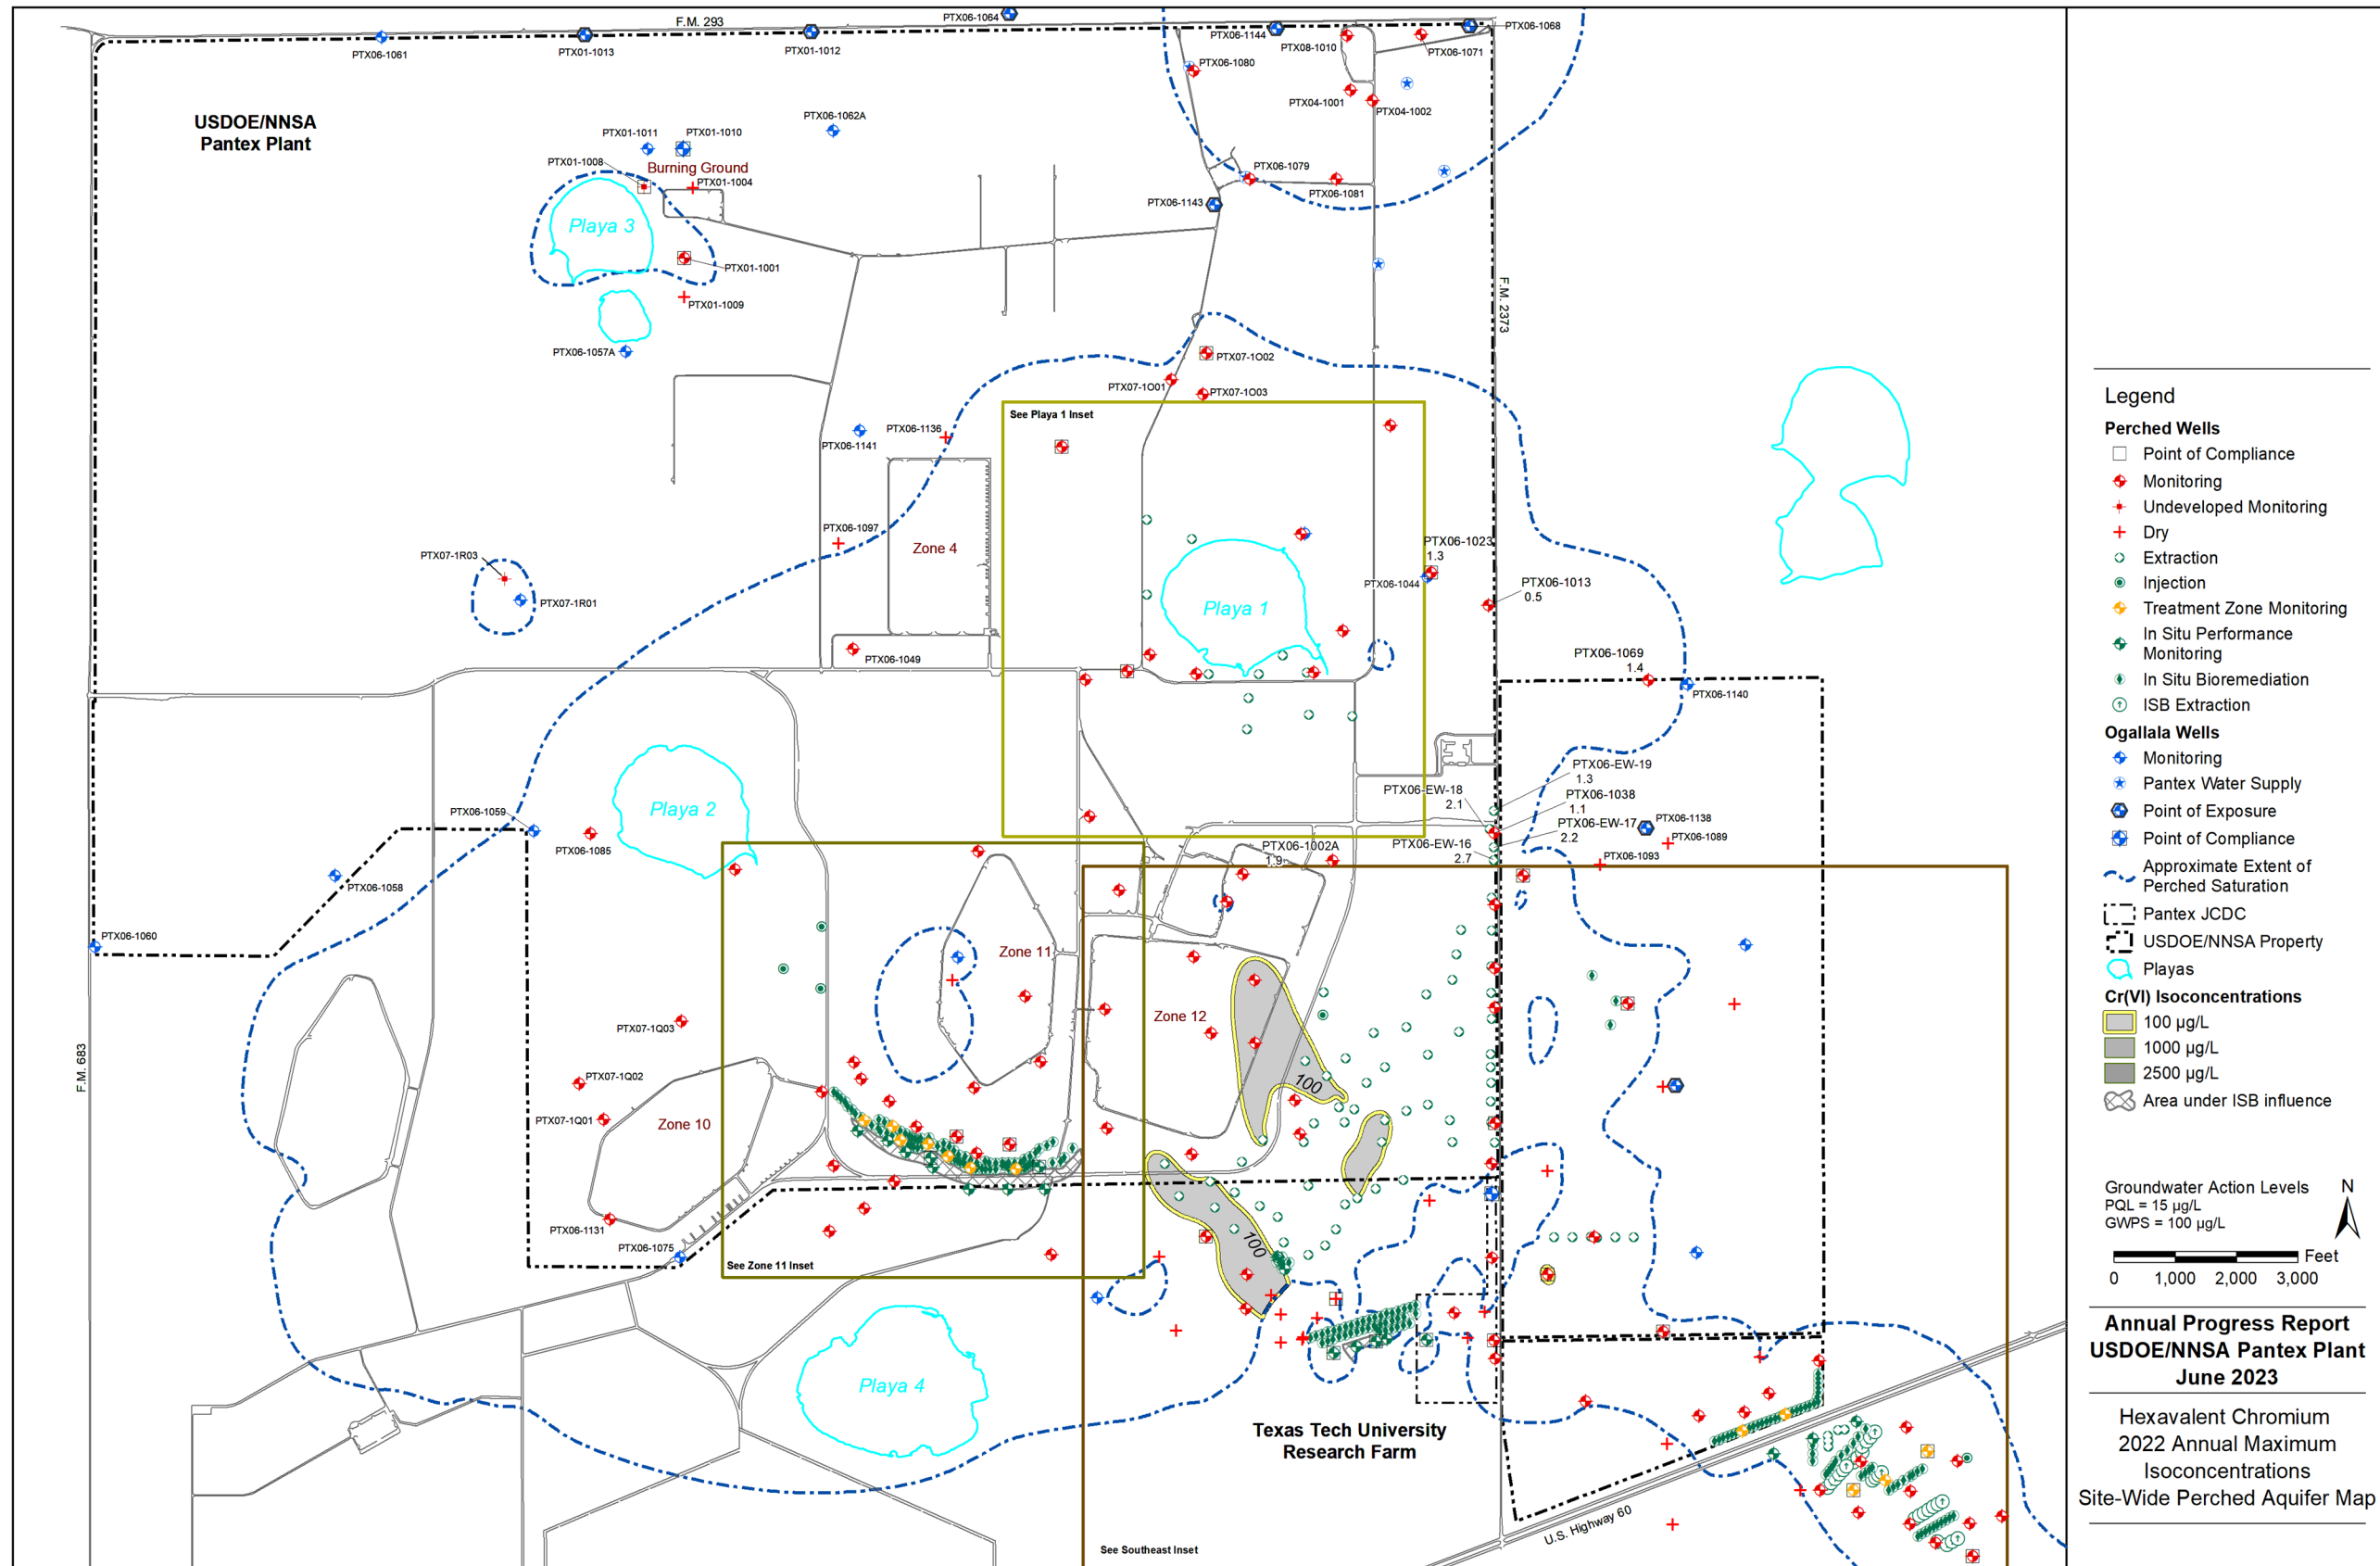 F.M. 293
PTX06-1064
PTX06-1068
PTX06-1061
PTX01-1013
PTX01-1012
PTX06-1144
PTX08-1010
PTX06-1071
PTX06-1080
PTX04-1001
PTX04-1002
USDOE/NNSA
Pantex Plant
PTX06-1062A
PTX01-1011
PTX01-1010
PTX01-1008
Burning Ground
PTX01-1004
PTX06-1079
PTX06-1081
PTX06-1143
Playa 3
PTX01-1001
PTX01-1009
F.M. 2373
PTX06-1057A
PTX07-1O02
PTX07-1O01
PTX07-1O03
See Playa 1 Inset
PTX06-1136
PTX06-1141
PTX06-1097
Zone 4
PTX06-1023
1.3
PTX06-1044
PTX06-1013
0.5
PTX07-1R03
PTX07-1R01
Playa 1
PTX06-1049
PTX06-1069
1.4
PTX06-1140
PTX06-EW-19
1.3
PTX06-EW-18
2.1
PTX06-1038
1.1
PTX06-EW-17
2.2
PTX06-EW-16
2.7
PTX06-1138
PTX06-1089
PTX06-1093
PTX06-1002A
1.9
Playa 2
PTX06-1059
PTX06-1085
PTX06-1058
PTX06-1060
Zone 11
Zone 12
PTX07-1Q03
F.M. 683
PTX07-1Q02
PTX07-1Q01
Zone 10
100
100
PTX06-1131
PTX06-1075
See Zone 11 Inset
Playa 4
Texas Tech University
Research Farm
U.S. Highway 60
See Southeast Inset
Legend
Perched Wells
Point of Compliance
Monitoring
Undeveloped Monitoring
Dry
Extraction
Injection
Treatment Zone Monitoring
In Situ Performance
Monitoring
In Situ Bioremediation
ISB Extraction
Ogallala Wells
Monitoring
Pantex Water Supply
Point of Exposure
Point of Compliance
Approximate Extent of
Perched Saturation
Pantex JCDC
USDOE/NNSA Property
Playas
Cr(VI) Isoconcentrations
100 µg/L
1000 µg/L
2500 µg/L
Area under ISB influence
Groundwater Action Levels
PQL = 15 µg/L
GWPS = 100 µg/L
N
Feet
0 1,000 2,000 3,000
Annual Progress Report
USDOE/NNSA Pantex Plant
June 2023
Hexavalent Chromium
2022 Annual Maximum
Isoconcentrations
Site-Wide Perched Aquifer Map